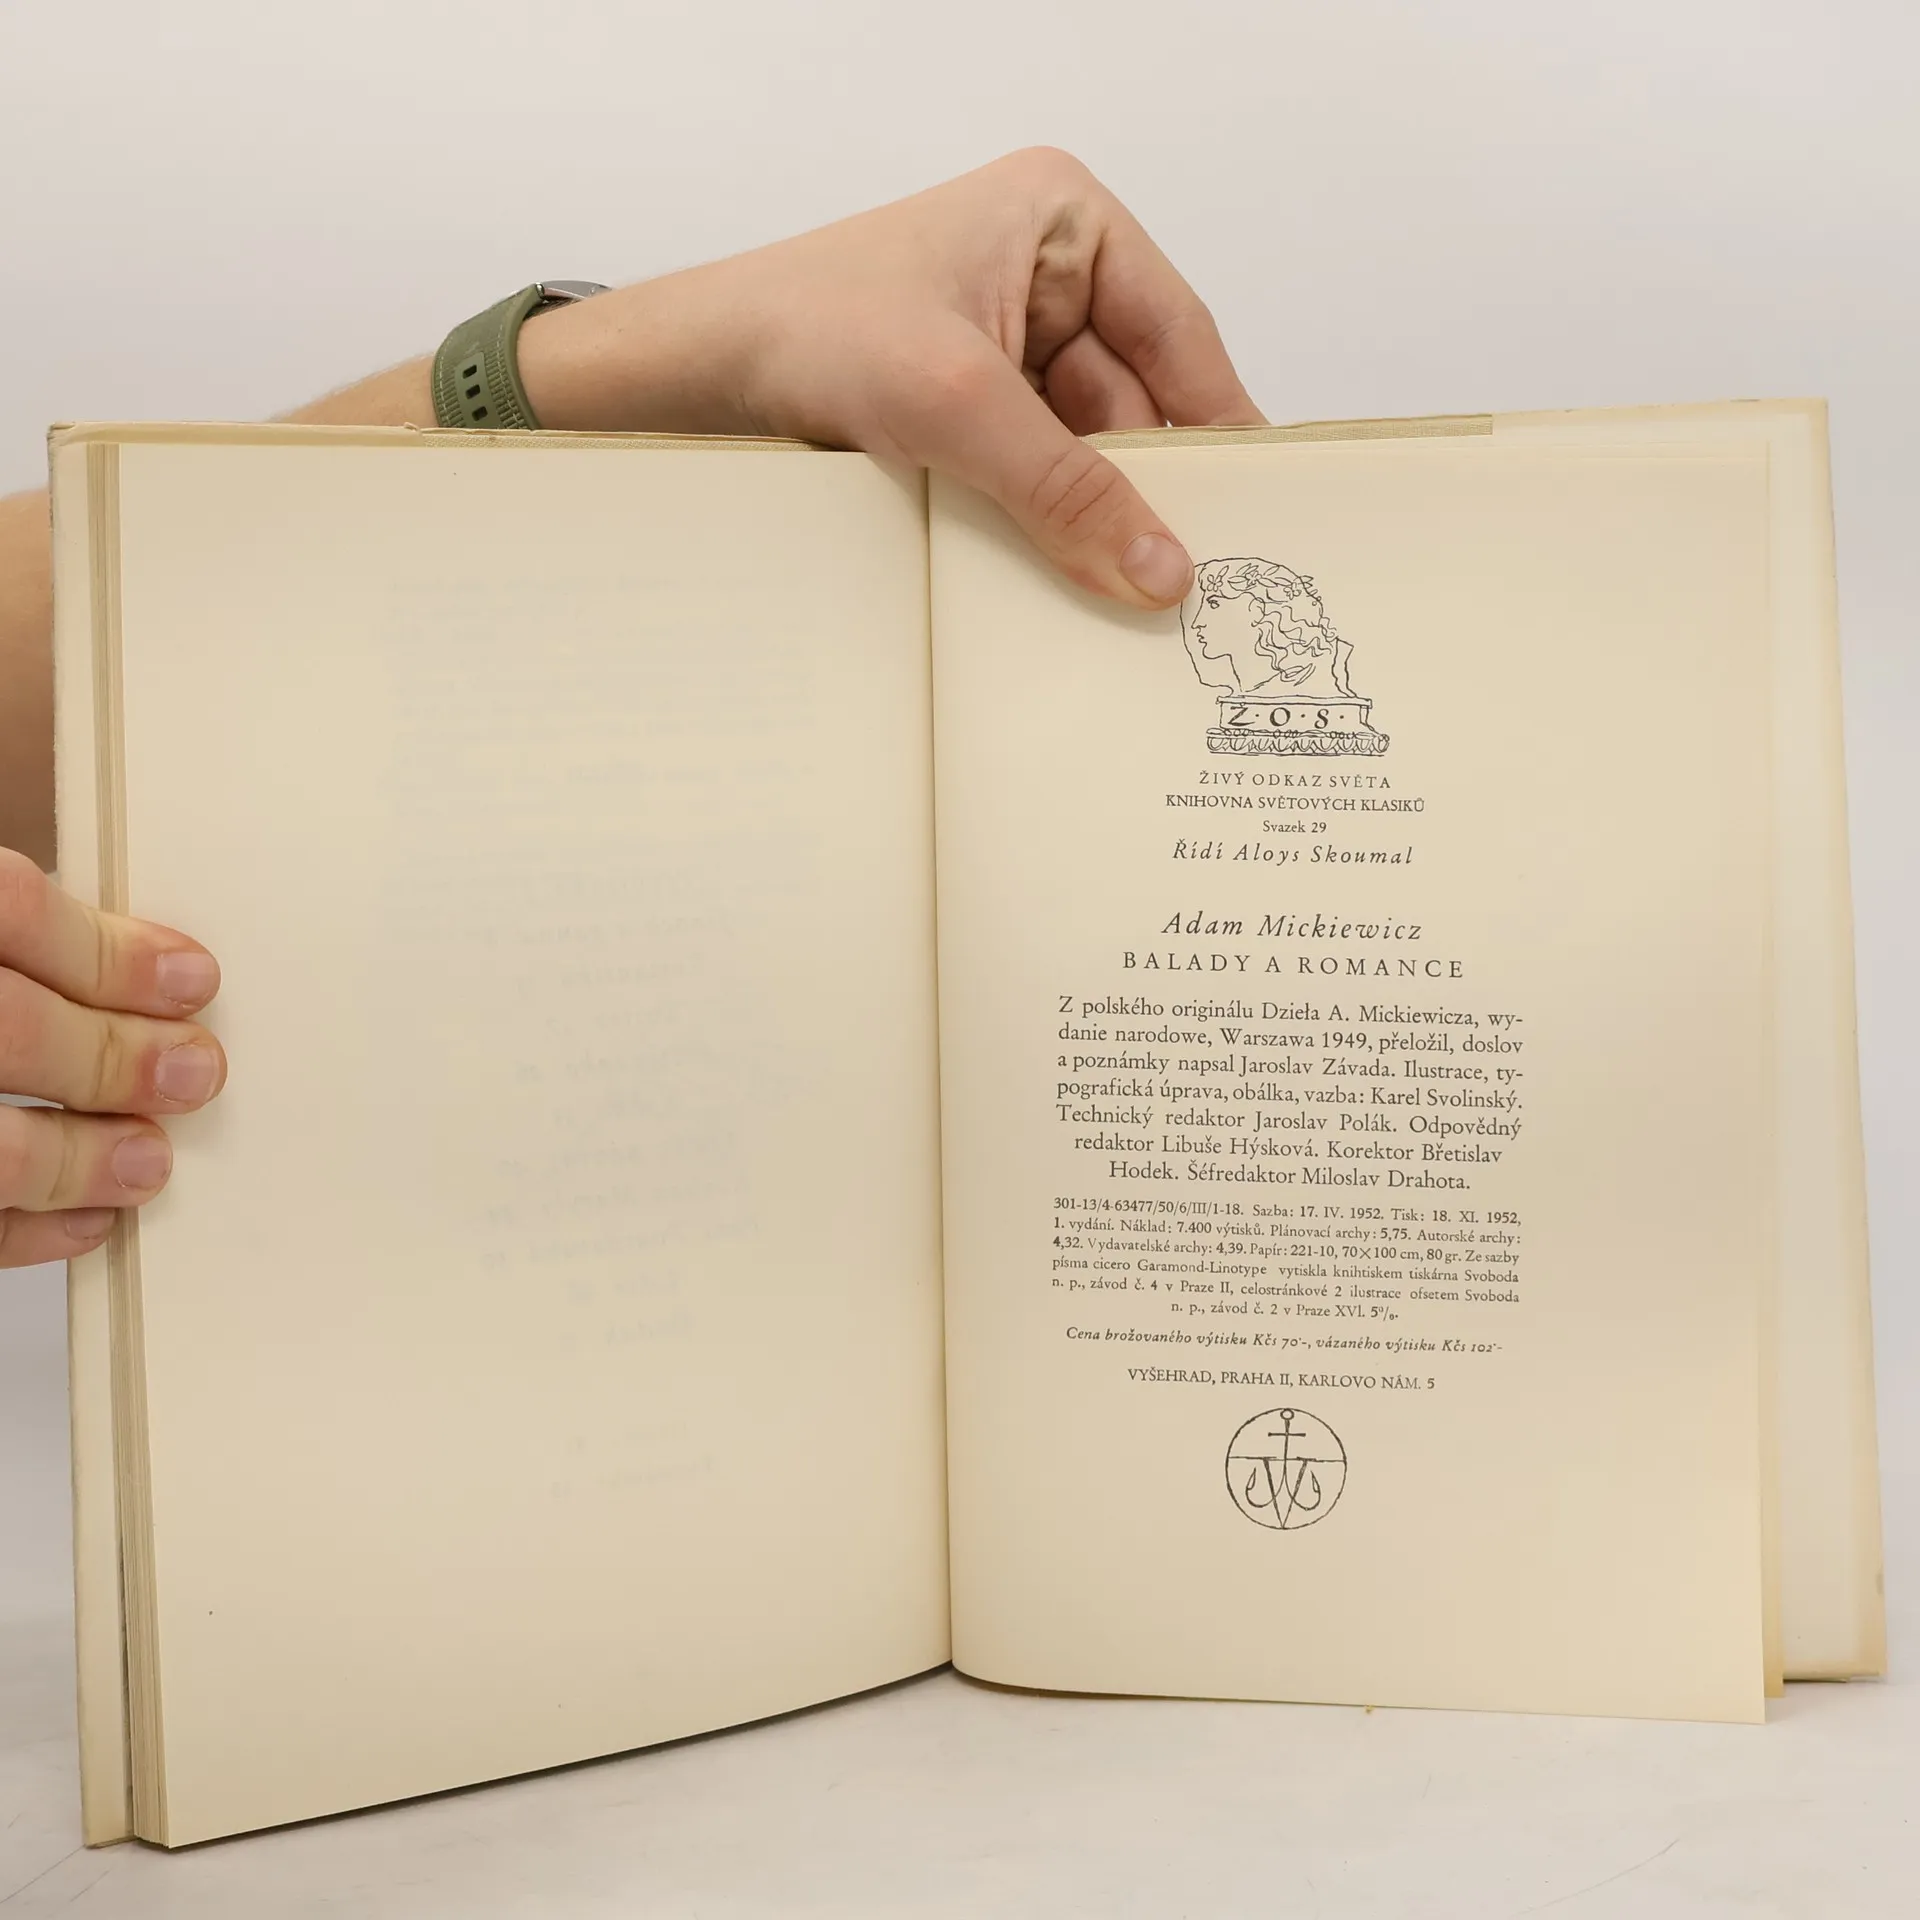 Ž·O·S·
ŽIVÝ ODKAZ SVĚTA
KNIHOVNA SVĚTOVÝCH KLASIKŮ
Svazek 29
Řídí Aloys Skoumal
Adam Mickiewicz
BALADY A ROMANCE
Z polského originálu Dzieła A. Mickiewicza, wy-
danie narodowe, Warszawa 1949, přeložil, doslov
a poznámky napsal Jaroslav Závada. Ilustrace, ty-
pografická úprava, obálka, vazba: Karel Svolinský.
Technický redaktor Jaroslav Polák. Odpovědný
redaktor Libuše Hýsková. Korektor Břetislav
Hodek. Šéfredaktor Miloslav Drahota.
301-13/4-63477/50/6/III/1-18. Sazba: 17. IV. 1952. Tisk: 18. XI. 1952,
1. vydání. Náklad: 7.400 výtisků. Plánovací archy: 5,75. Autorské archy:
4,32. Vydavatelské archy: 4,39. Papír: 221-10, 70×100 cm, 80 gr. Ze sazby
písma cicero Garamond-Linotype vytiskla knihtiskem tiskárna Svoboda
n. p., závod č. 4 v Praze II, celostránkové 2 ilustrace ofsetem Svoboda
n. p., závod č. 2 v Praze XVI. 5%.
Cena brožovaného výtisku Kčs 70·-, vázaného výtisku Kčs 102·-
VYŠEHRAD, PRAHA II, KARLOVO NÁM. 5